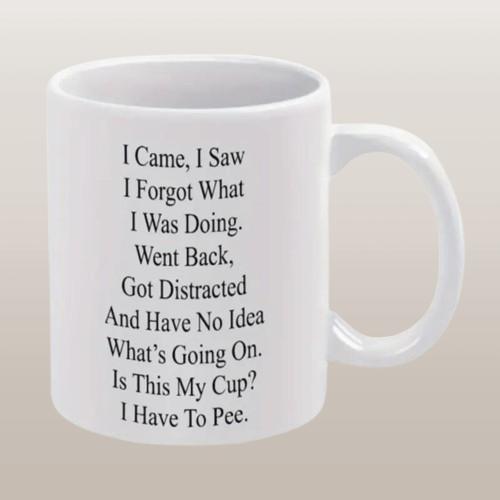 I Came, I Saw
I Forgot What
I Was Doing.
Went Back,
Got Distracted
And Have No Idea
What's Going On.
Is This My Cup?
I Have To Pee.